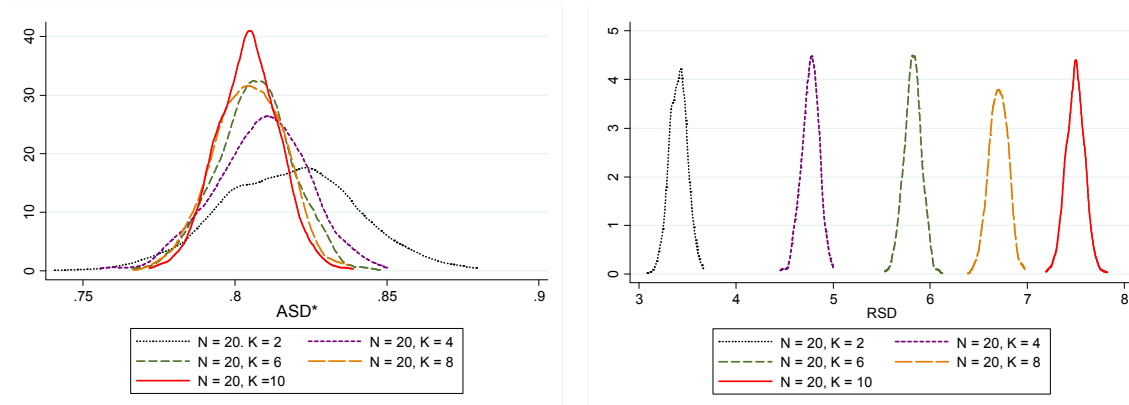 40
30
20
10
0
.75 .8 .85 .9
ASD*
N = 20. K = 2 N = 20, K = 4
N = 20, K = 6 N = 20, K = 8
N = 20, K =10
5
4
3
2
1
0
3 4 5 6 7 8
RSD
N = 20, K = 2 N = 20, K = 4
N = 20, K = 6 N = 20, K = 8
N = 20, K = 10